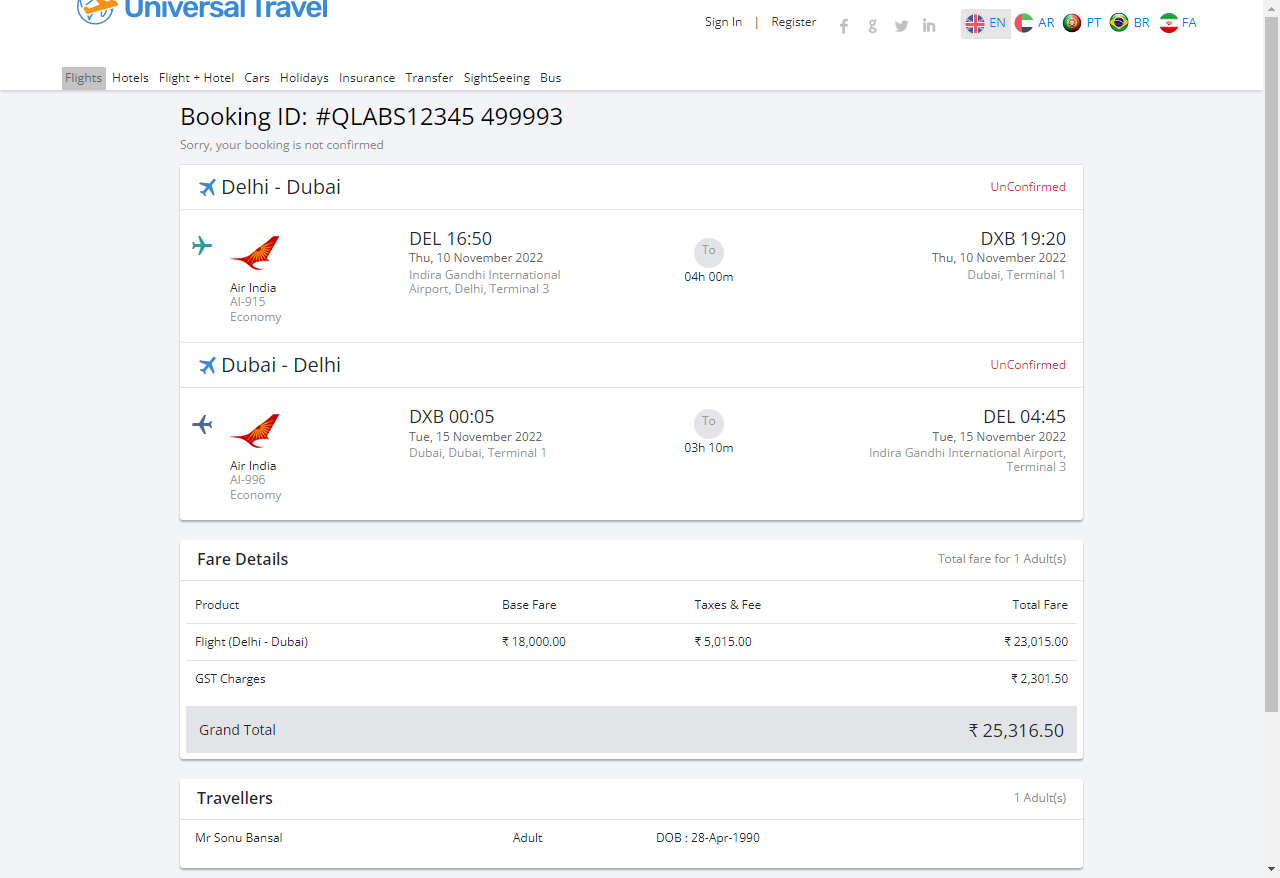 Universal Travel
Sign In | Register
EN AR PT BR FA
Flights Hotels Flight + Hotel Cars Holidays Insurance Transfer SightSeeing Bus
Booking ID: #QLABS12345 499993
Sorry, your booking is not confirmed
Delhi - Dubai UnConfirmed
Air India
AI-915
Economy
DEL 16:50
Thu, 10 November 2022
Indira Gandhi International
Airport, Delhi, Terminal 3
To
04h 00m
DXB 19:20
Thu, 10 November 2022
Dubai, Terminal 1
Dubai - Delhi UnConfirmed
Air India
AI-996
Economy
DXB 00:05
Tue, 15 November 2022
Dubai, Dubai, Terminal 1
To
03h 10m
DEL 04:45
Tue, 15 November 2022
Indira Gandhi International Airport,
Terminal 3
Fare Details Total fare for 1 Adult(s)
Product Base Fare Taxes & Fee Total Fare
Flight (Delhi - Dubai) ₹ 18,000.00 ₹ 5,015.00 ₹ 23,015.00
GST Charges ₹ 2,301.50
Grand Total ₹ 25,316.50
Travellers 1 Adult(s)
Mr Sonu Bansal Adult DOB : 28-Apr-1990